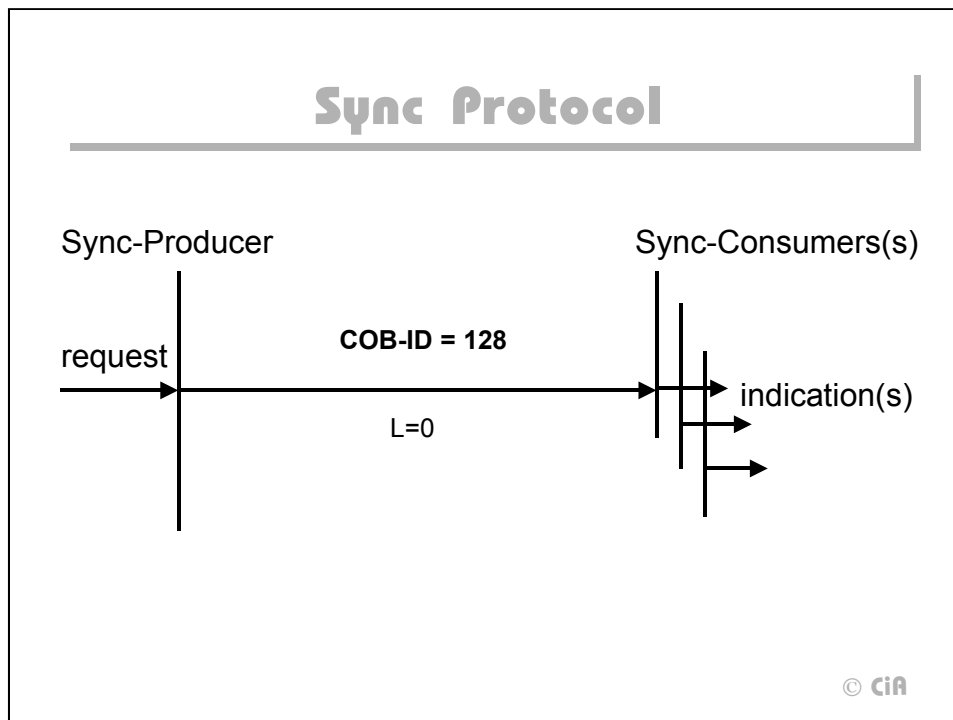 Sync Protocol
Sync-Producer
Sync-Consumers(s)
request
COB-ID = 128
L=0
indication(s)
© CiA